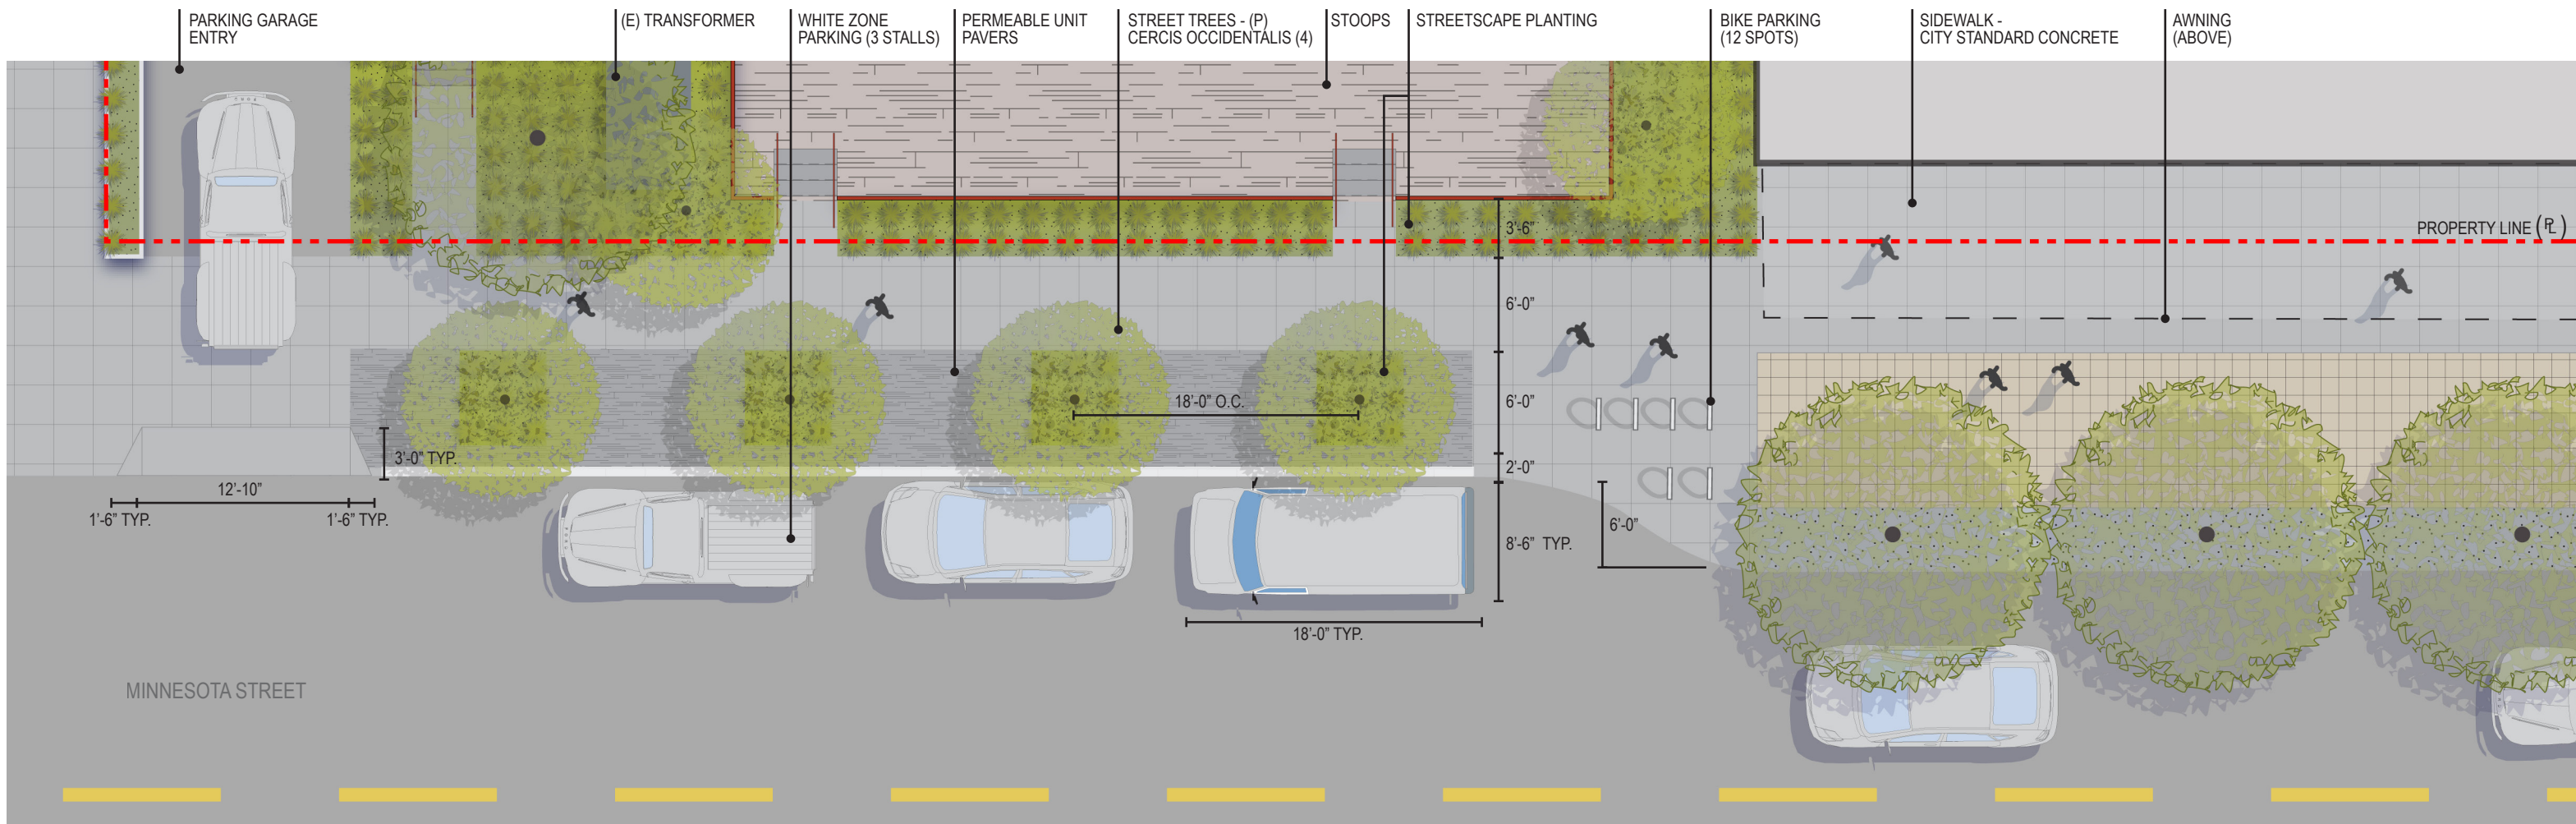 PARKING GARAGE
ENTRY
(E) TRANSFORMER
WHITE ZONE
PARKING (3 STALLS)
PERMEABLE UNIT
PAVERS
STREET TREES - (P)
CERCIS OCCIDENTALIS (4)
STOOPS
STREETSCAPE PLANTING
BIKE PARKING
(12 SPOTS)
SIDEWALK -
CITY STANDARD CONCRETE
AWNING
(ABOVE)
3'-6"
PROPERTY LINE (PL)
6'-0"
18'-0" O.C.
6'-0"
3'-0" TYP.
2'-0"
12'-10"
1'-6" TYP.
1'-6" TYP.
6'-0"
8'-6" TYP.
18'-0" TYP.
MINNESOTA STREET